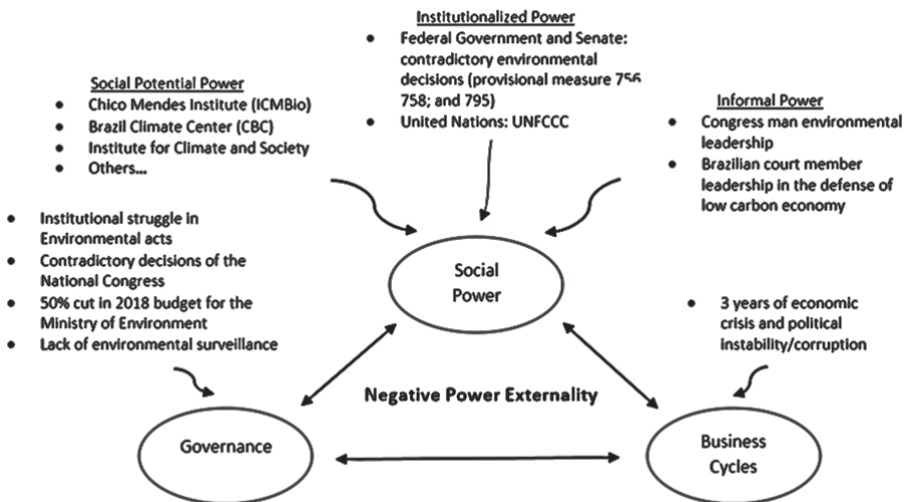 Institutionalized Power
• Federal Government and Senate:
contradictory environmental
decisions (provisional measure 756
758; and 795)
• United Nations: UNFCCC
Social Potential Power
• Chico Mendes Institute (ICMBio)
• Brazil Climate Center (CBC)
• Institute for Climate and Society
• Others...
Informal Power
• Congress man environmental
leadership
• Brazilian court member
leadership in the defense of
low carbon economy
• Institutional struggle in
Environmental acts
• Contradictory decisions of the
National Congress
• 50% cut in 2018 budget for the
Ministry of Environment
• Lack of environmental surveillance
Social
Power
• 3 years of economic
crisis and political
instability/corruption
Negative Power Externality
Governance
Business
Cycles